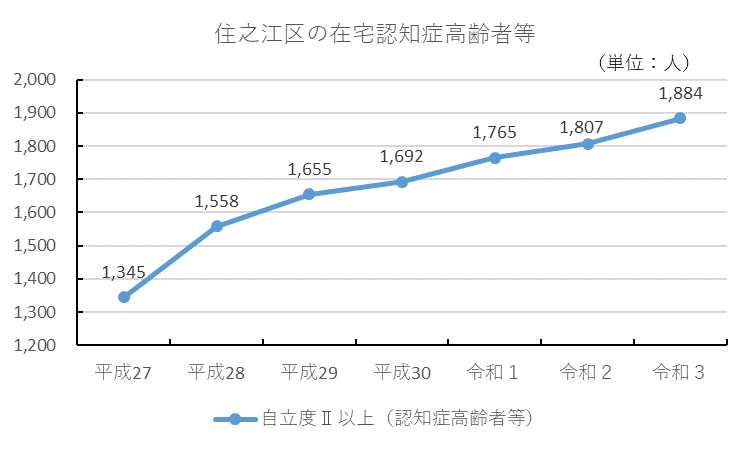 住之江区の在宅認知症高齢者等
（単位：人）
2,000
1,900
1,800
1,700
1,600
1,500
1,400
1,300
1,200
1,345
1,558
1,655
1,692
1,765
1,807
1,884
平成27
平成28
平成29
平成30
令和１
令和２
令和３
自立度Ⅱ以上（認知症高齢者等）